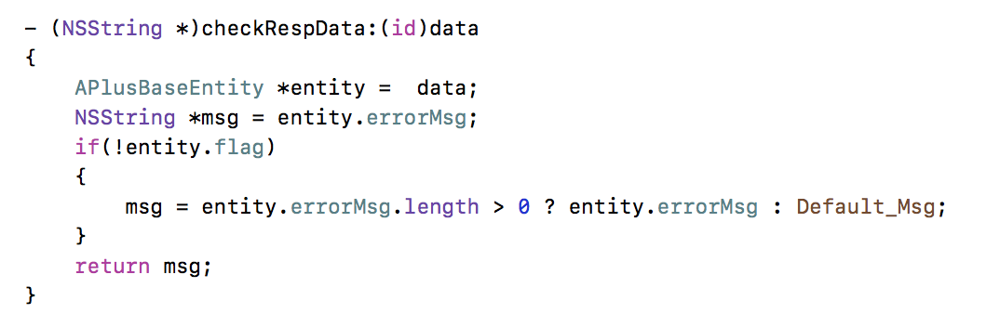 - (NSString *)checkRespData:(id)data
{
    APlusBaseEntity *entity =  data;
    NSString *msg = entity.errorMsg;
    if(!entity.flag)
    {
        msg = entity.errorMsg.length > 0 ? entity.errorMsg : Default_Msg;
    }
    return msg;
}